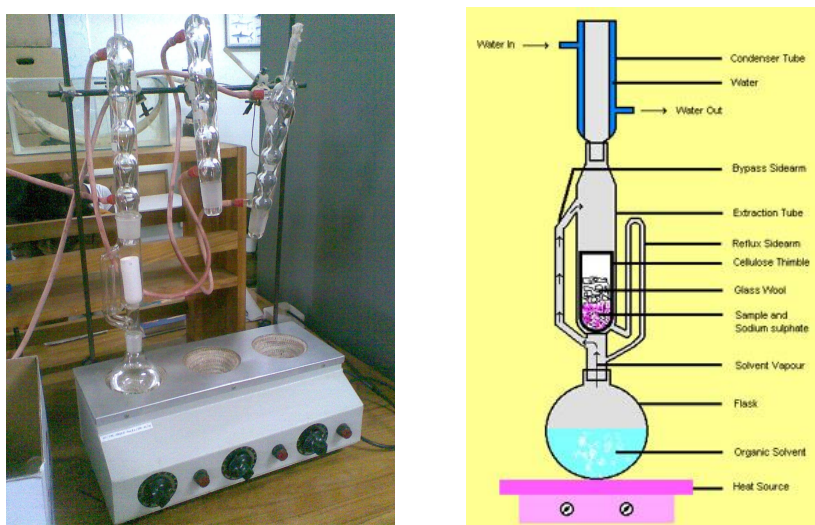 Water In
Condenser Tube
Water
Water Out
Bypass Sidearm
Extraction Tube
Reflux Sidearm
Cellulose Thimble
Glass Wool
Sample and
Sodium sulphate
Solvent Vapour
Flask
Organic Solvent
Heat Source